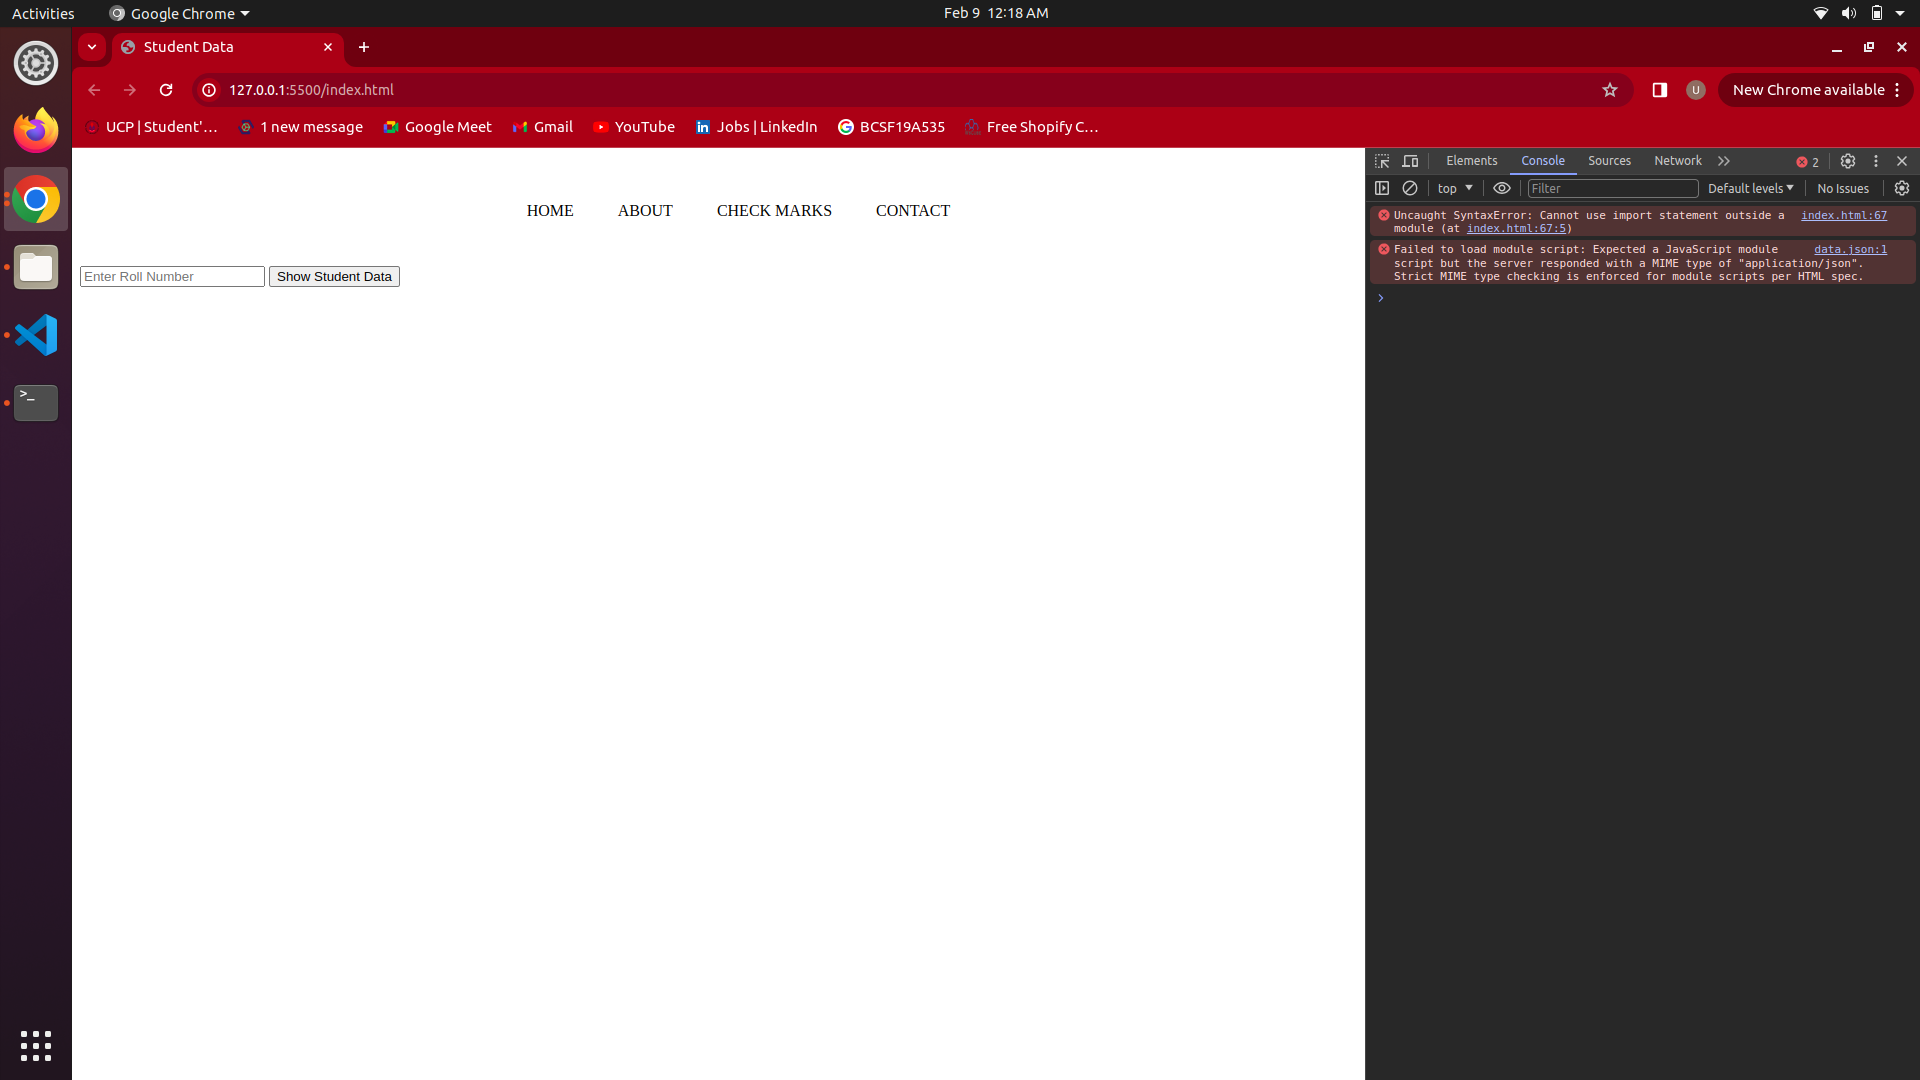 Activities
Google Chrome
Feb 9 12:18 AM
Student Data
127.0.0.1:5500/index.html
U
New Chrome available
UCP | Student'...
1 new message
Google Meet
Gmail
YouTube
Jobs | LinkedIn
BCSF19A535
Free Shopify C...
HOME
ABOUT
CHECK MARKS
CONTACT
Enter Roll Number
Show Student Data
Elements
Console
Sources
Network
2
top
Filter
Default levels
No Issues
Uncaught SyntaxError: Cannot use import statement outside a index.html:67
module (at index.html:67:5)
Failed to load module script: Expected a JavaScript module data.json:1
script but the server responded with a MIME type of "application/json".
Strict MIME type checking is enforced for module scripts per HTML spec.